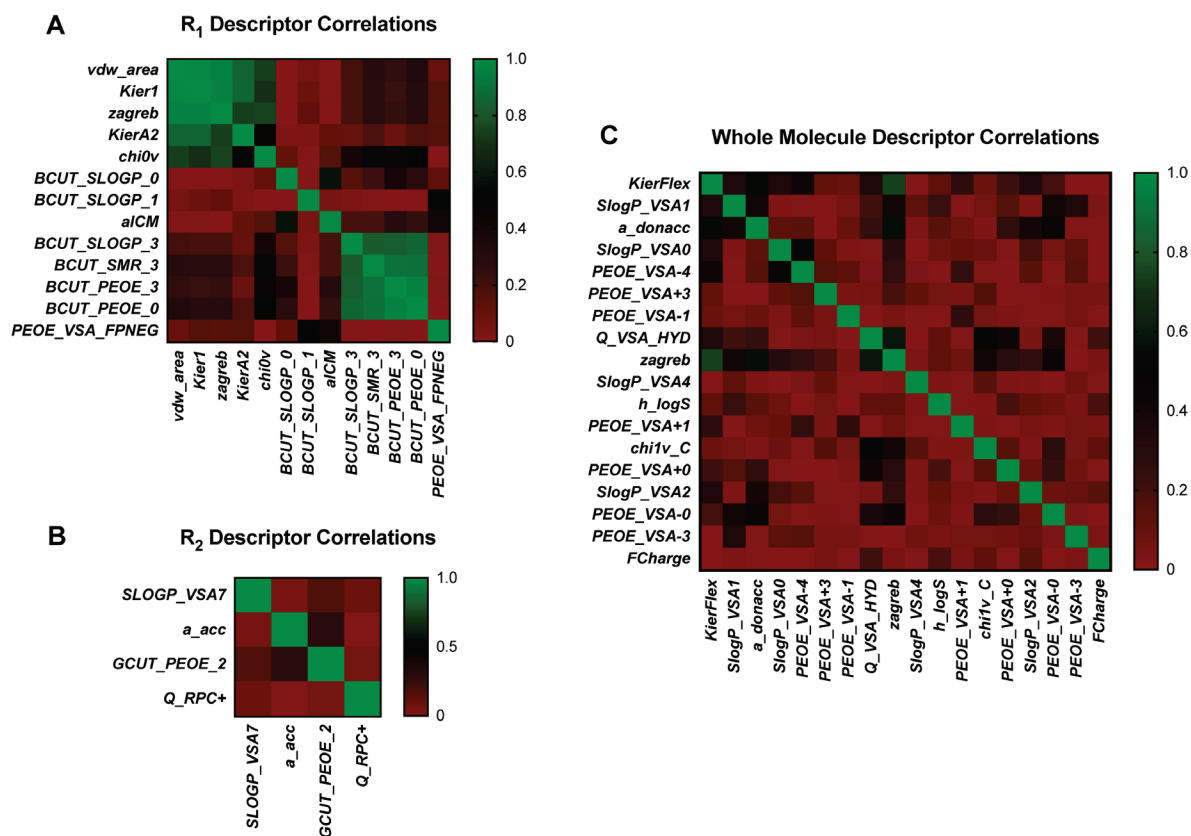 A
R1 Descriptor Correlations
vdw_area
Kier1
zagreb
KierA2
chi0v
BCUT_SLOGP_0
BCUT_SLOGP_1
aICM
BCUT_SLOGP_3
BCUT_SMR_3
BCUT_PEOE_3
BCUT_PEOE_0
PEOE_VSA_FPNEG
1.0
0.8
0.6
0.4
0.2
0
vdw_area
Kier1
zagreb
KierA2
chi0v
BCUT_SLOGP_0
BCUT_SLOGP_1
aICM
BCUT_SLOGP_3
BCUT_SMR_3
BCUT_PEOE_3
BCUT_PEOE_0
PEOE_VSA_FPNEG
B
R2 Descriptor Correlations
SLOGP_VSA7
a_acc
GCUT_PEOE_2
Q_RPC+
1.0
0.5
0
SLOGP_VSA7
a_acc
GCUT_PEOE_2
Q_RPC+
C
Whole Molecule Descriptor Correlations
KierFlex
SlogP_VSA1
a_donacc
SlogP_VSA0
PEOE_VSA-4
PEOE_VSA+3
PEOE_VSA-1
Q_VSA_HYD
zagreb
SlogP_VSA4
h_logS
PEOE_VSA+1
chi1v_C
PEOE_VSA+0
SlogP_VSA2
PEOE_VSA-0
PEOE_VSA-3
FCharge
1.0
0.8
0.6
0.4
0.2
0
KierFlex
SlogP_VSA1
a_donacc
SlogP_VSA0
PEOE_VSA-4
PEOE_VSA+3
PEOE_VSA-1
Q_VSA_HYD
zagreb
SlogP_VSA4
h_logS
PEOE_VSA+1
chi1v_C
PEOE_VSA+0
SlogP_VSA2
PEOE_VSA-0
PEOE_VSA-3
FCharge